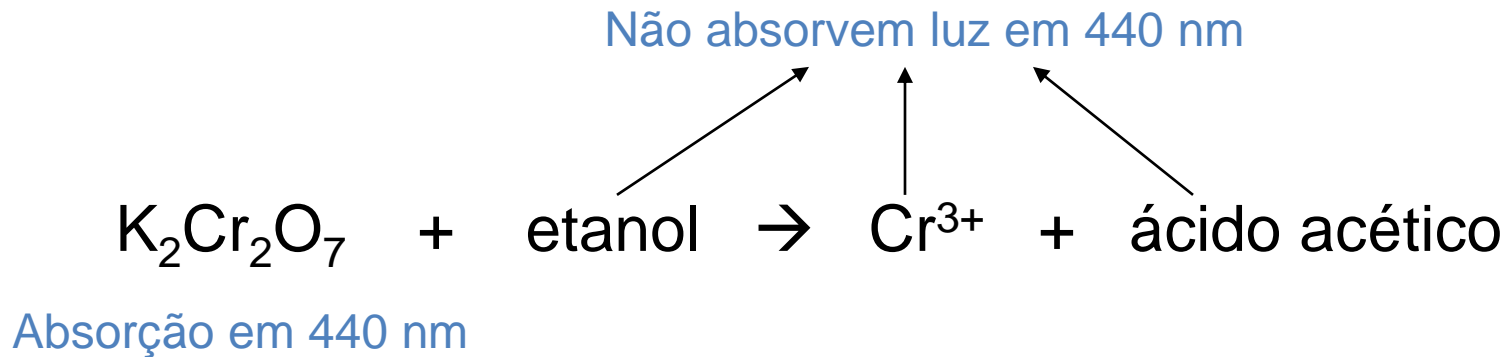 Não absorvem luz em 440 nm
K₂Cr₂O₇ + etanol → Cr³⁺ + ácido acético
Absorção em 440 nm